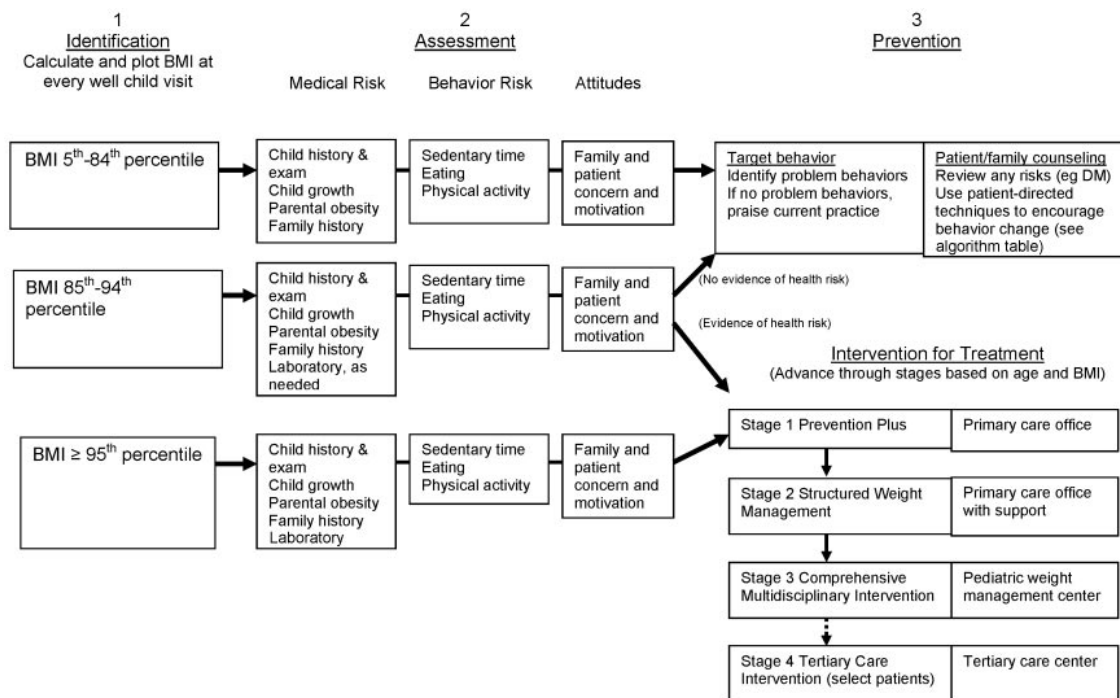 1
Identification
Calculate and plot BMI at
every well child visit
2
Assessment
Medical Risk
Behavior Risk
Attitudes
3
Prevention
BMI 5th-84th percentile
Child history &
exam
Child growth
Parental obesity
Family history
Sedentary time
Eating
Physical activity
Family and
patient
concern and
motivation
Target behavior
Identify problem behaviors
If no problem behaviors,
praise current practice
Patient/family counseling
Review any risks (eg DM)
Use patient-directed
techniques to encourage
behavior change (see
algorithm table)
BMI 85th-94th
percentile
Child history &
exam
Child growth
Parental obesity
Family history
Laboratory, as
needed
Sedentary time
Eating
Physical activity
Family and
patient
concern and
motivation
(No evidence of health risk)
(Evidence of health risk)
Intervention for Treatment
(Advance through stages based on age and BMI)
BMI ≥ 95th percentile
Child history &
exam
Child growth
Parental obesity
Family history
Laboratory
Sedentary time
Eating
Physical activity
Family and
patient
concern and
motivation
Stage 1 Prevention Plus
Primary care office
Stage 2 Structured Weight
Management
Primary care office
with support
Stage 3 Comprehensive
Multidisciplinary Intervention
Pediatric weight
management center
Stage 4 Tertiary Care
Intervention (select patients)
Tertiary care center